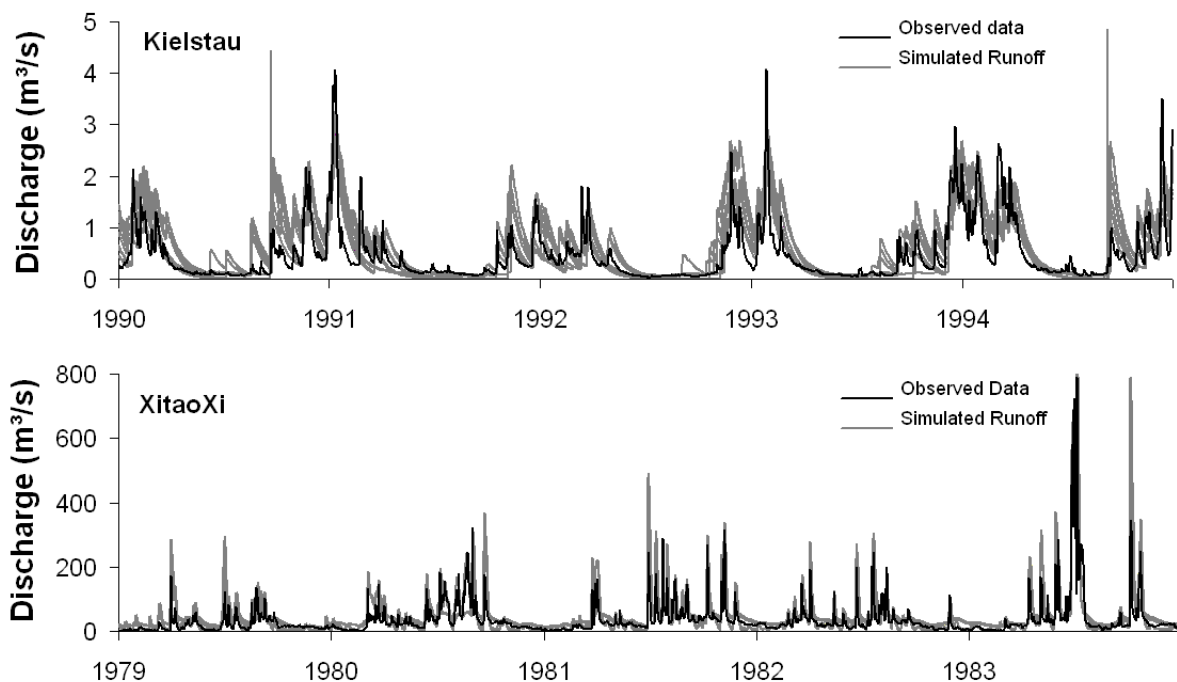 Kielstau
Observed data
Simulated Runoff
Discharge (m³/s)
5
4
3
2
1
0
1990 1991 1992 1993 1994
XitaoXi
Observed Data
Simulated Runoff
Discharge (m³/s)
800
600
400
200
0
1979 1980 1981 1982 1983